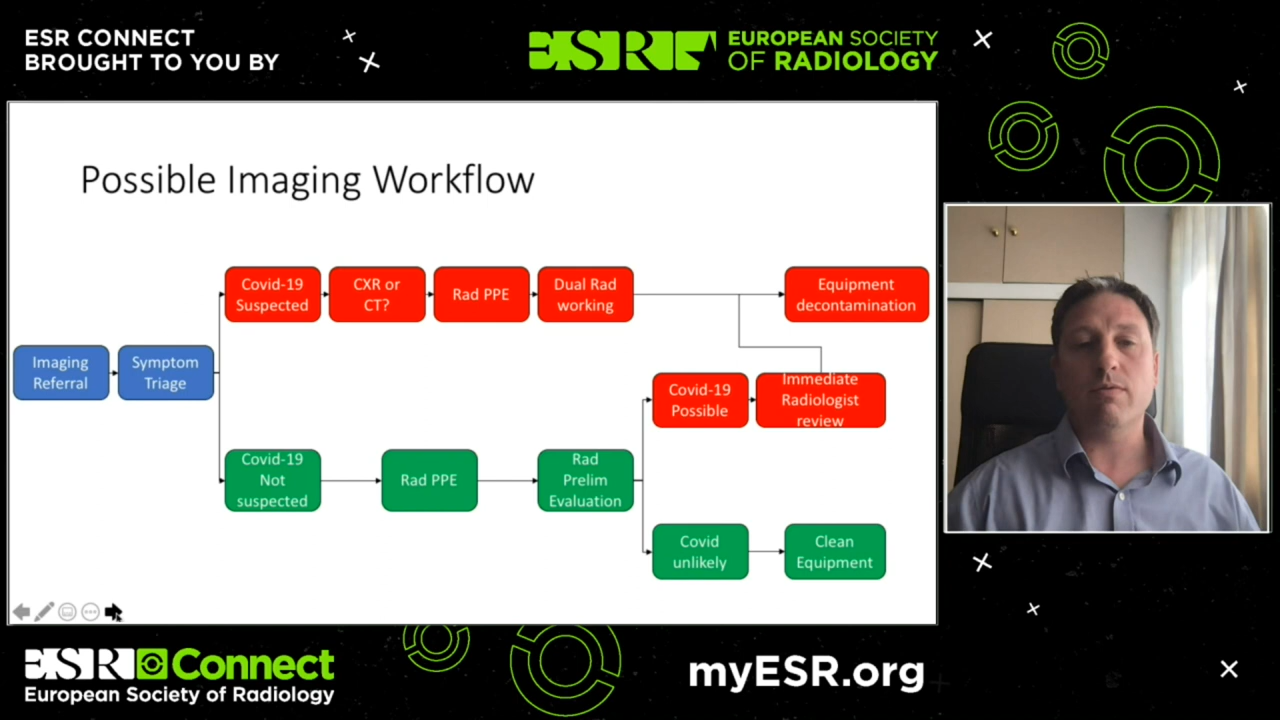 ESR CONNECT
BROUGHT TO YOU BY
ESR
EUROPEAN SOCIETY
OF RADIOLOGY
Possible Imaging Workflow
Covid-19
Suspected
CXR or
CT?
Rad PPE
Dual Rad
working
Equipment
decontamination
Imaging
Referral
Symptom
Triage
Covid-19
Possible
Immediate
Radiologist
review
Covid-19
Not
suspected
Rad PPE
Rad
Prelim
Evaluation
Covid
unlikely
Clean
Equipment
ESR Connect
European Society of Radiology
myESR.org